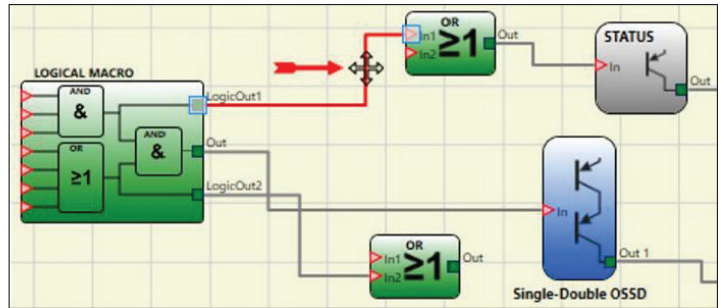 OR
In1
In2
≥1
Out
STATUS
In
Out
LOGICAL MACRO
AND
&
LogicOut1
AND
&
Out
OR
≥1
LogicOut2
In
OR
In1
In2
≥1
Out
Out 1
Single-Double OSSD